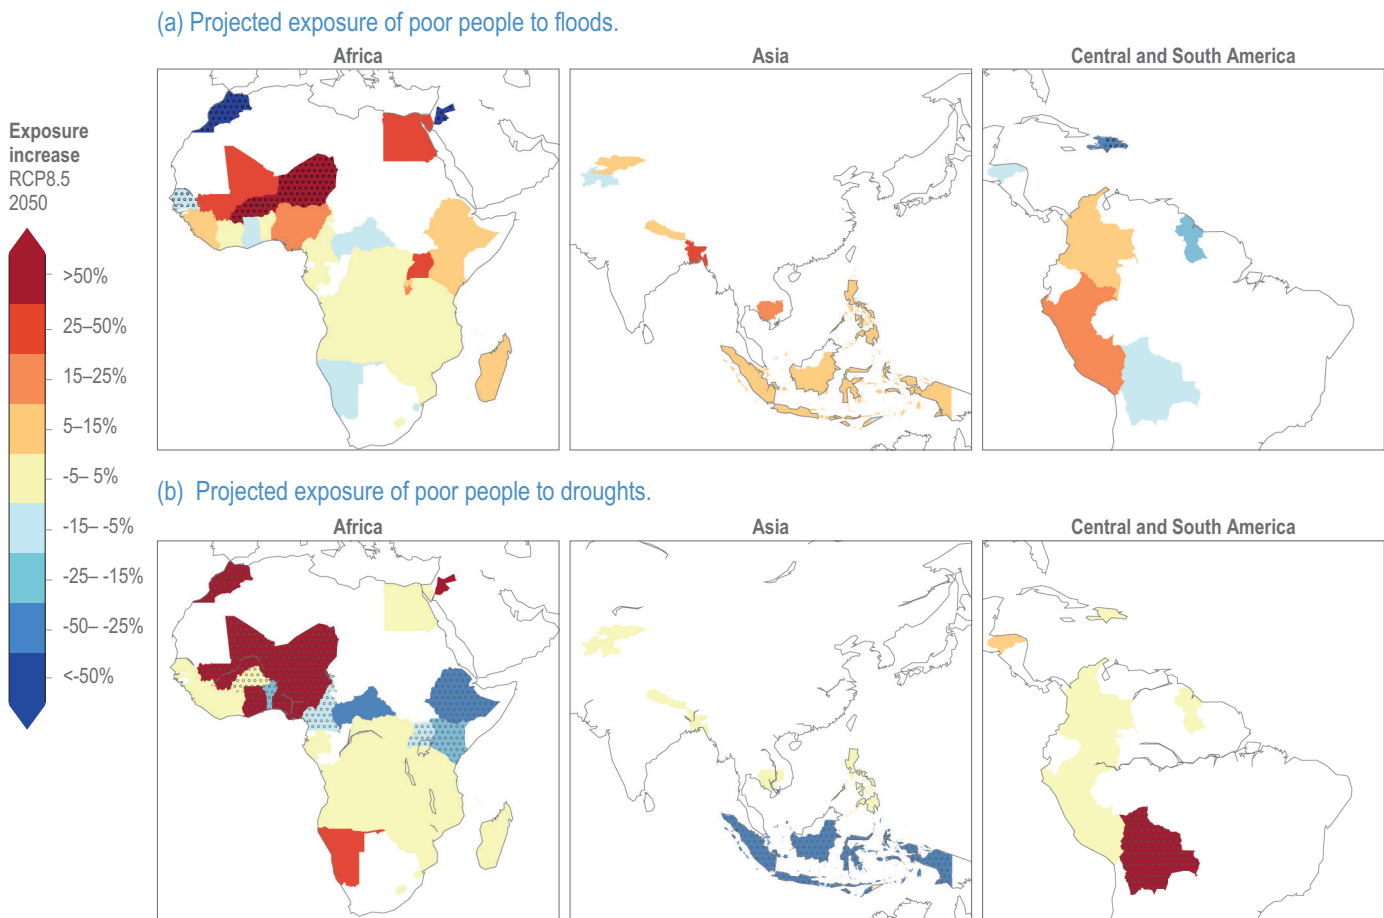 (a) Projected exposure of poor people to floods.
Africa
Asia
Central and South America
Exposure
increase
RCP8.5
2050
>50%
25–50%
15–25%
5–15%
-5– 5%
-15– -5%
-25– -15%
-50– -25%
<-50%
(b) Projected exposure of poor people to droughts.
Africa
Asia
Central and South America